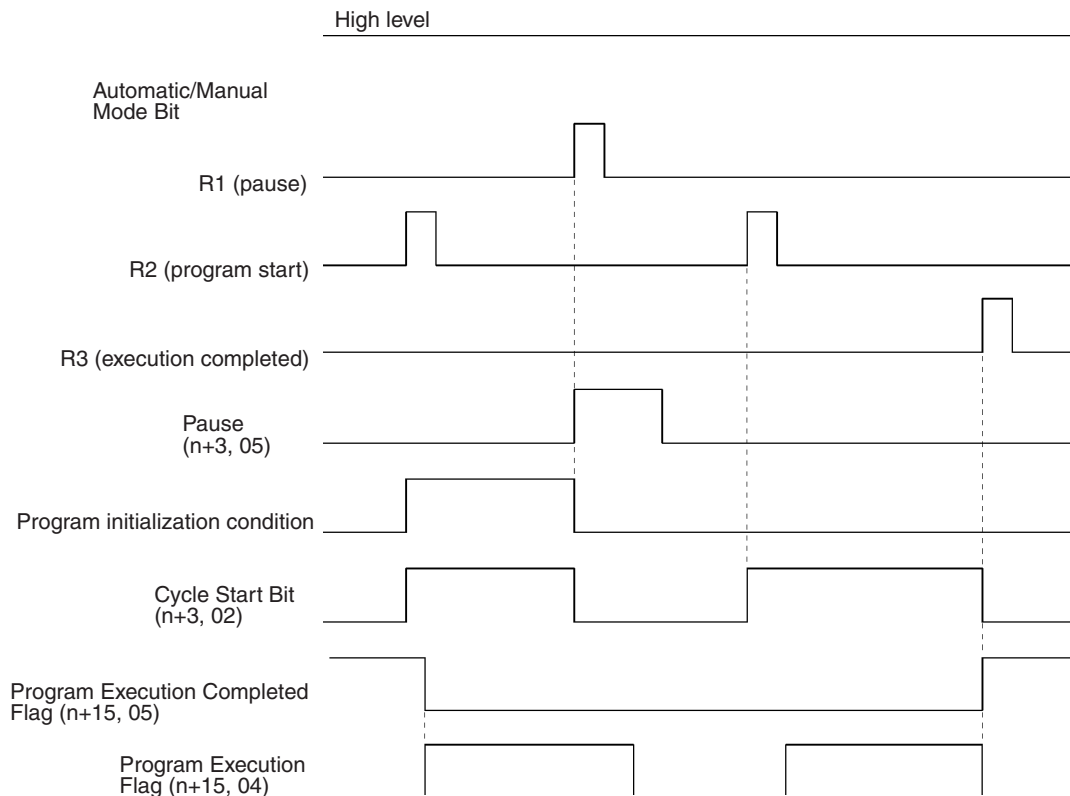 High level
Automatic/Manual
Mode Bit
R1 (pause)
R2 (program start)
R3 (execution completed)
Pause
(n+3, 05)
Program initialization condition
Cycle Start Bit
(n+3, 02)
Program Execution Completed
Flag (n+15, 05)
Program Execution
Flag (n+15, 04)